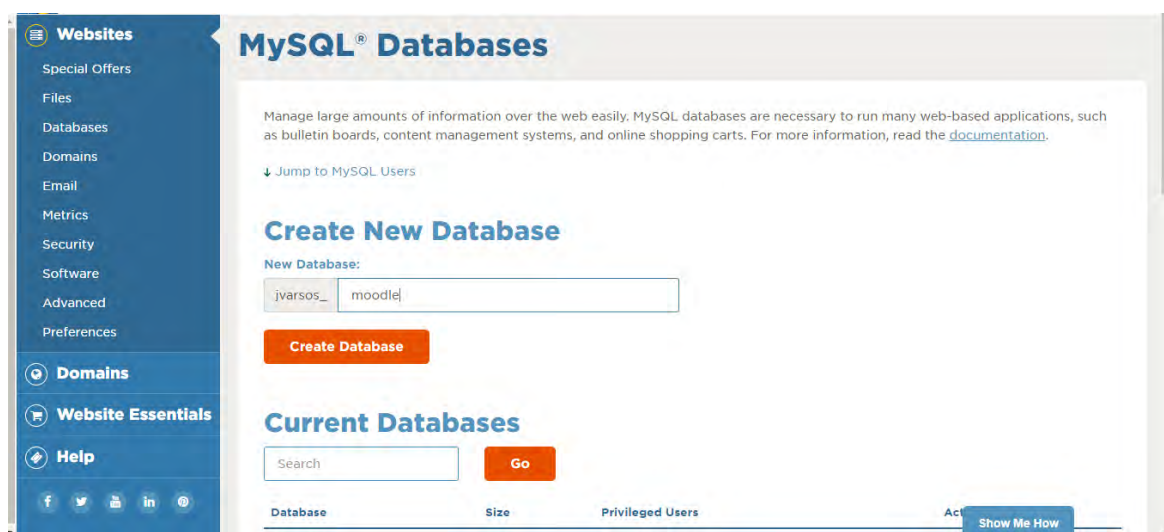 Websites
Special Offers
Files
Databases
Domains
Email
Metrics
Security
Software
Advanced
Preferences
Domains
Website Essentials
Help
MySQL® Databases
Manage large amounts of information over the web easily. MySQL databases are necessary to run many web-based applications, such
as bulletin boards, content management systems, and online shopping carts. For more information, read the documentation.
Jump to MySQL Users
Create New Database
New Database:
jvarsos_ moodle
Create Database
Current Databases
Search Go
Database Size Privileged Users
Show Me How